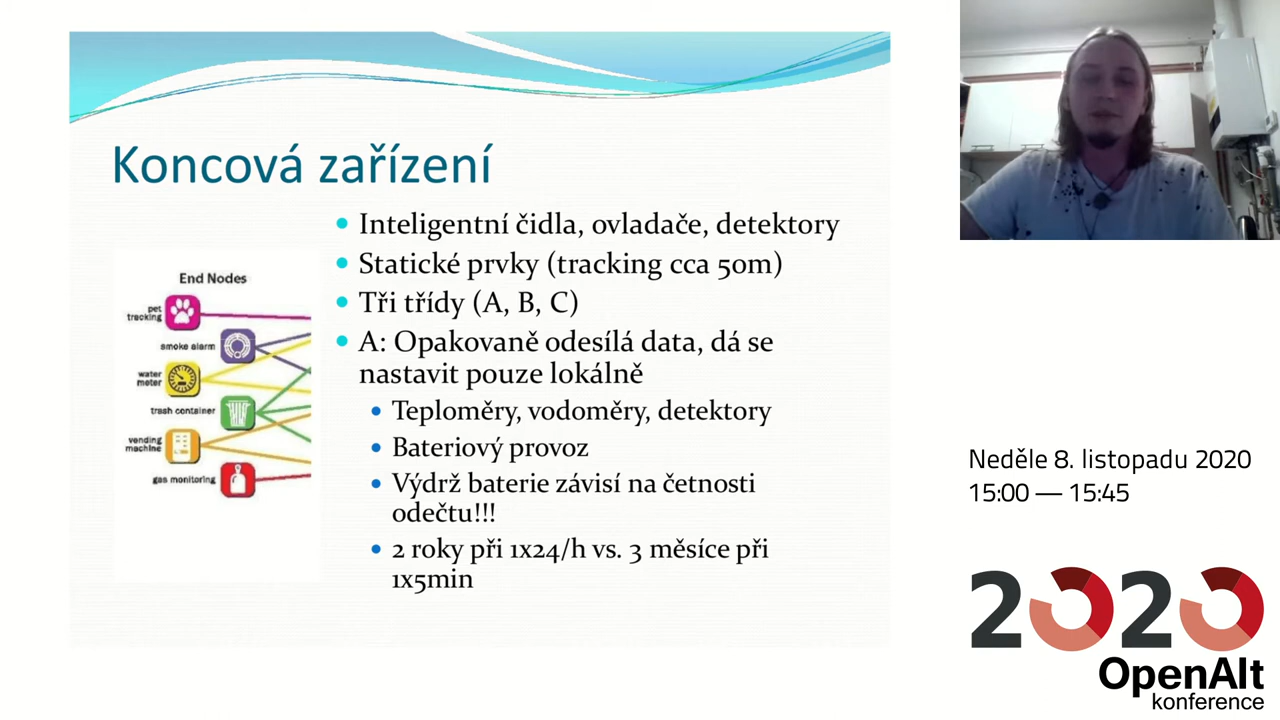 Koncová zařízení
End Nodes
pet
tracking
smoke alarm
water
meter
trash container
vending
machine
gas monitoring
Inteligentní čidla, ovladače, detektory
Statické prvky (tracking cca 50m)
Tři třídy (A, B, C)
A: Opakovaně odesílá data, dá se
nastavit pouze lokálně
Teploměry, vodoměry, detektory
Bateriový provoz
Výdrž baterie závisí na četnosti
odečtu!!!
2 roky při 1x24/h vs. 3 měsíce při
1x5min
Neděle 8. listopadu 2020
15:00 — 15:45
2020
OpenAlt
konference